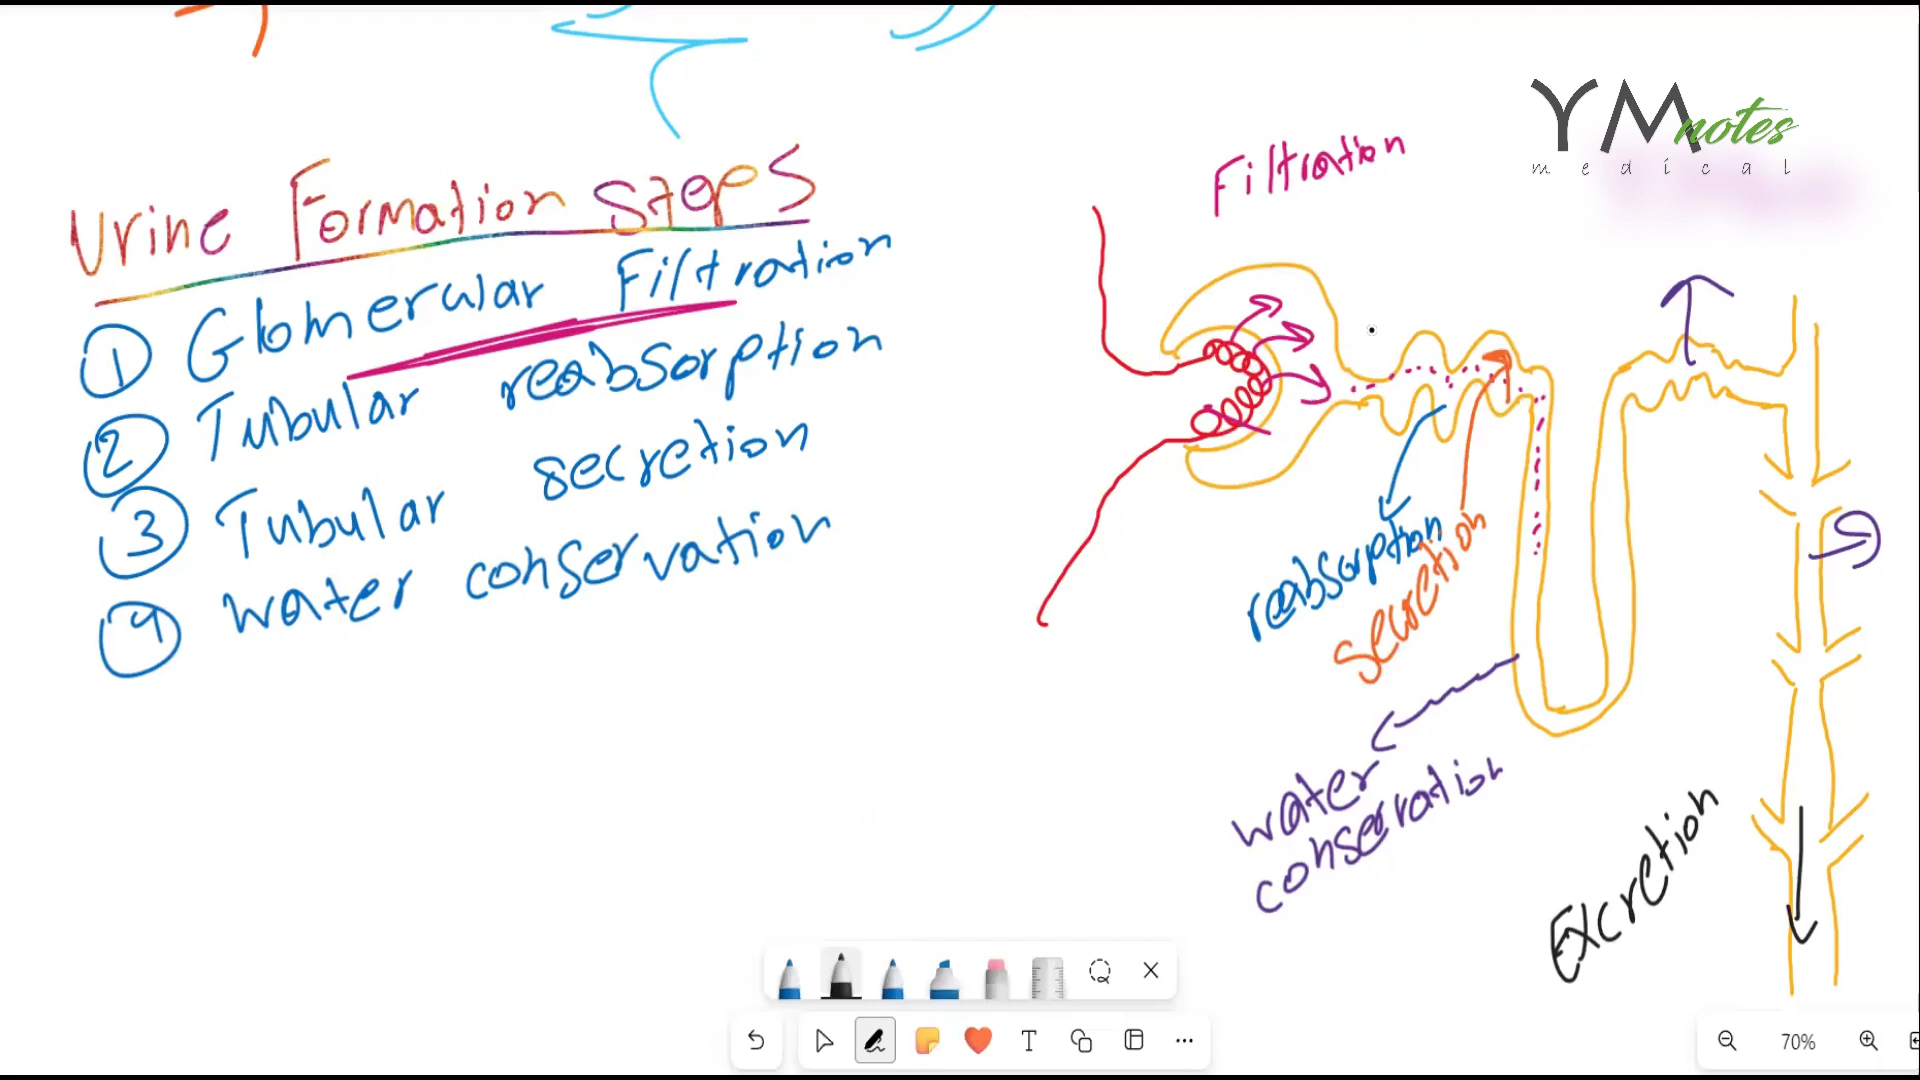 YM notes
medical
Urine Formation Steps
① Glomerular Filtration
② Tubular reabsorption
③ Tubular secretion
④ water conservation
Filtration
reabsorption
secretion
water
conservation
Excretion
T
70%